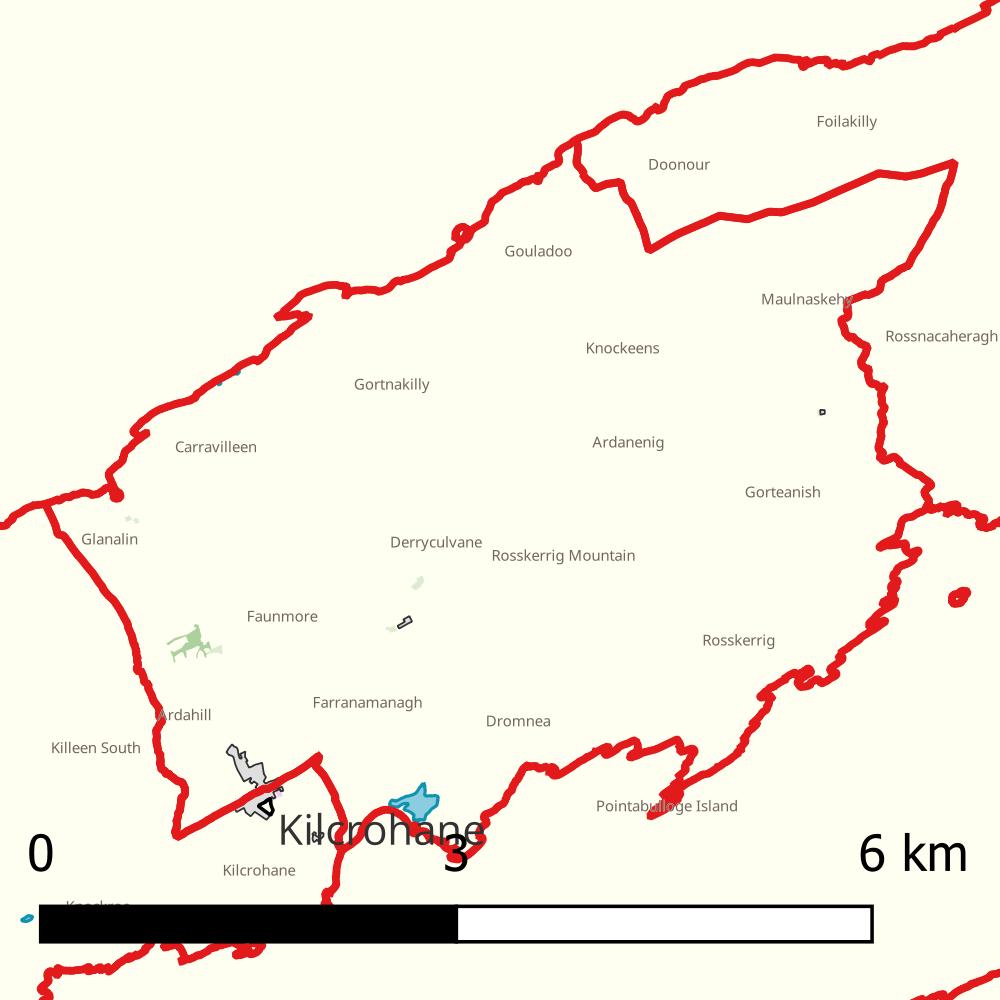 Foilakilly
Doonour
Gouladoo
Maulnaskehy
Rossnacaheragh
Knockeens
Gortnakilly
Ardanenig
Carravilleen
Gorteanish
Glanalin
Derryculvane
Rosskerrig Mountain
Faunmore
Rosskerrig
Farranamanagh
Ardahill
Dromnea
Killeen South
Pointabulloge Island
Kilcrohane
0
3
6 km
Kilcrohane
Knockroe